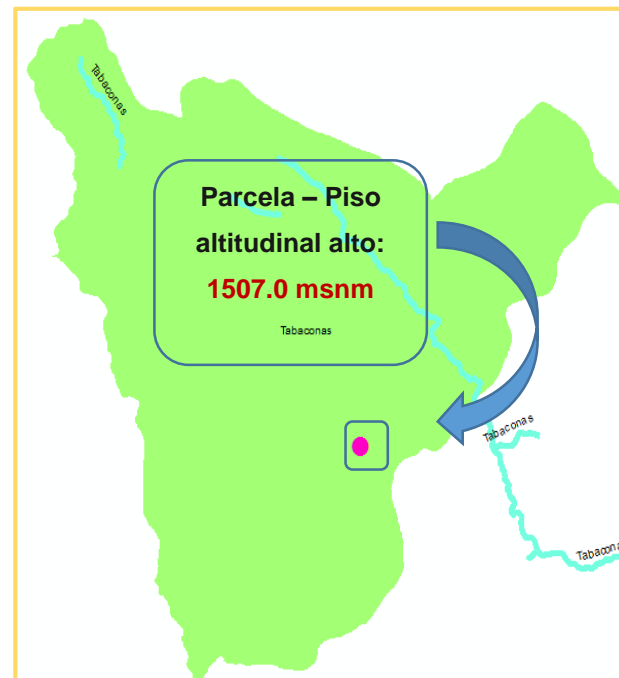 Tabaconas
Parcela – Piso
altitudinal alto:
1507.0 msnm
Tabaconas
Tabaconas
Tabaconas